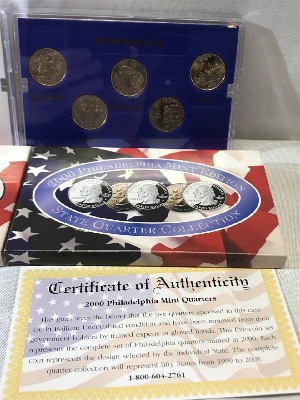 2000 PHILADELPHIA MINT EDITION
STATE QUARTER COLLECTION
Certificate of Authenticity
2000 Philadelphia Mint Quarters
This guarantees the bearer that the five quarters encased in this case
are in Brilliant Uncirculated condition and have been removed from their
government holders by trained experts in gloved hands. This five-coin set
represents the complete set of Philadelphia quarters minted in 2000. Each
coin represents the design selected by the individual State. The complete
quarter collection will represent fifty States from 1999 to 2008.
1-800-604-2761